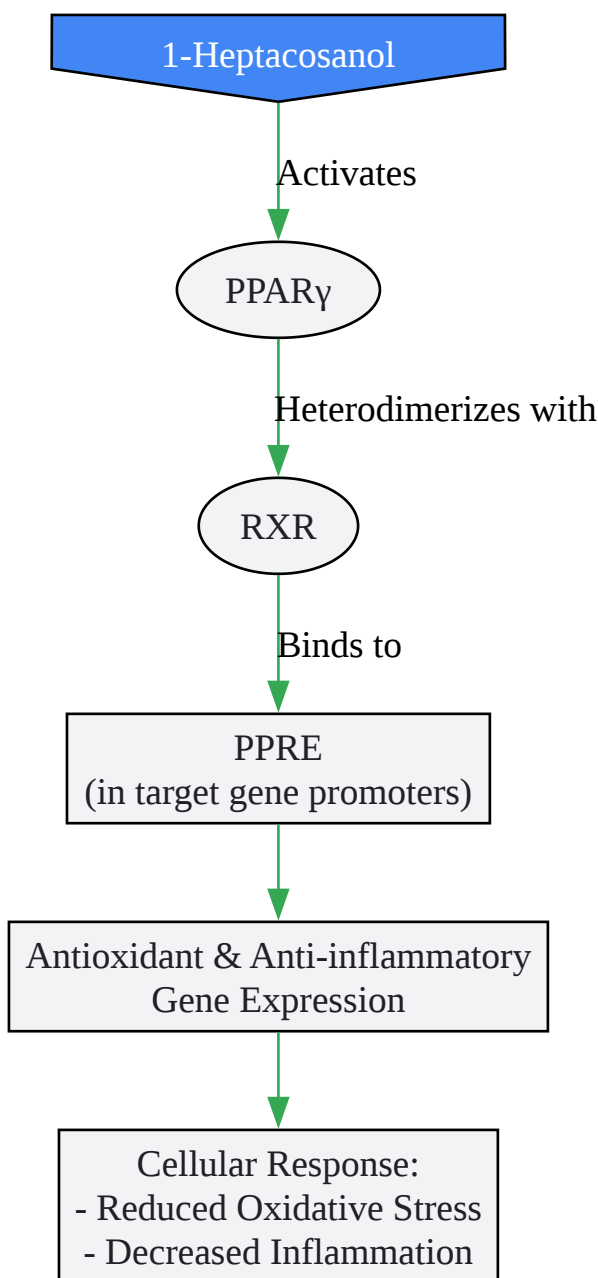 1-Heptacosanol
Activates
PPARγ
Heterodimerizes with
RXR
Binds to
PPRE
(in target gene promoters)
Antioxidant & Anti-inflammatory
Gene Expression
Cellular Response:
- Reduced Oxidative Stress
- Decreased Inflammation